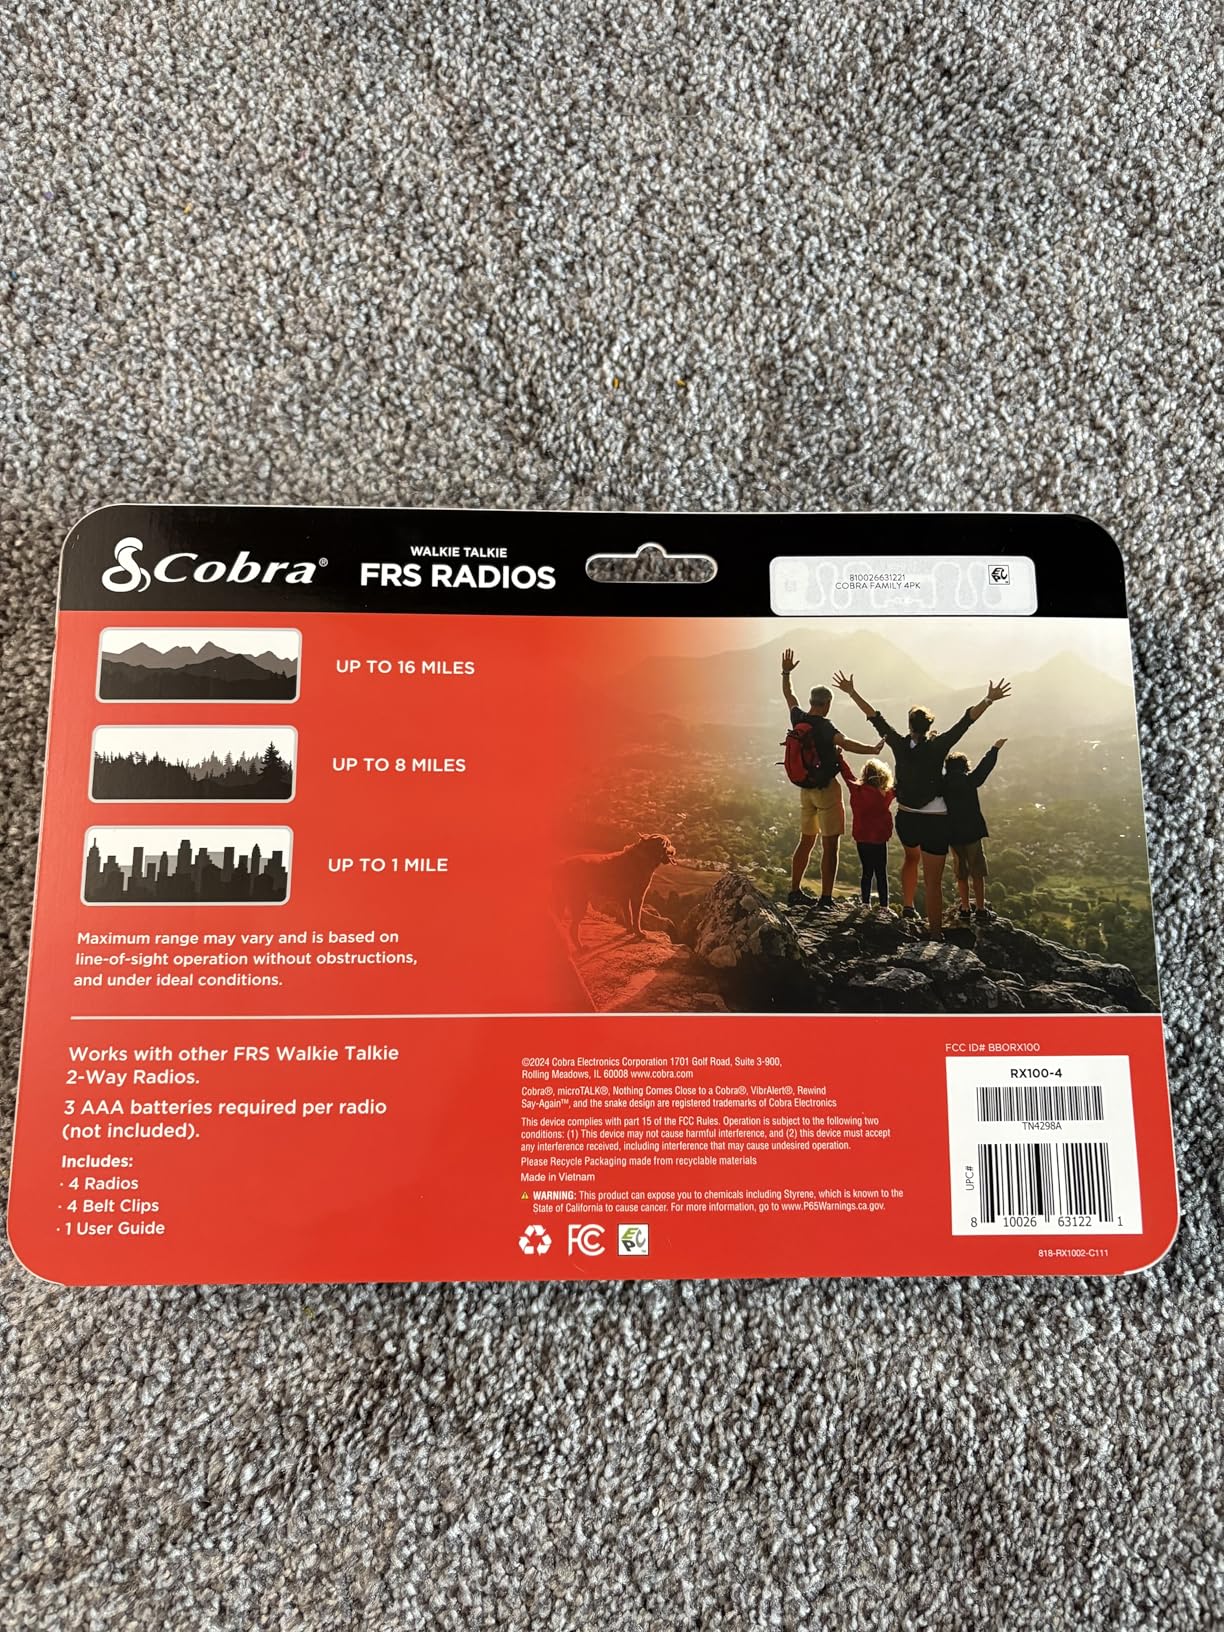 Cobra®
WALKIE TALKIE
FRS RADIOS
810026631221
COBRA FAMILY 4PK
UP TO 16 MILES
UP TO 8 MILES
UP TO 1 MILE
Maximum range may vary and is based on
line-of-sight operation without obstructions,
and under ideal conditions.
Works with other FRS Walkie Talkie
2-Way Radios.
3 AAA batteries required per radio
(not included).
Includes:
· 4 Radios
· 4 Belt Clips
· 1 User Guide
©2024 Cobra Electronics Corporation 1701 Golf Road, Suite 3-900,
Rolling Meadows, IL 60008 www.cobra.com
Cobra®, microTALK®, Nothing Comes Close to a Cobra®, VibrAlert®, Rewind
Say-Again™, and the snake design are registered trademarks of Cobra Electronics
This device complies with part 15 of the FCC Rules. Operation is subject to the following two
conditions: (1) This device may not cause harmful interference, and (2) this device must accept
any interference received, including interference that may cause undesired operation.
Please Recycle Packaging made from recyclable materials
Made in Vietnam
WARNING: This product can expose you to chemicals including Styrene, which is known to the
State of California to cause cancer. For more information, go to www.P65Warnings.ca.gov.
FC
EPC
FCC ID# BBORX100
RX100-4
TN4298A
UPC#
8 10026 63122 1
818-RX1002-C111